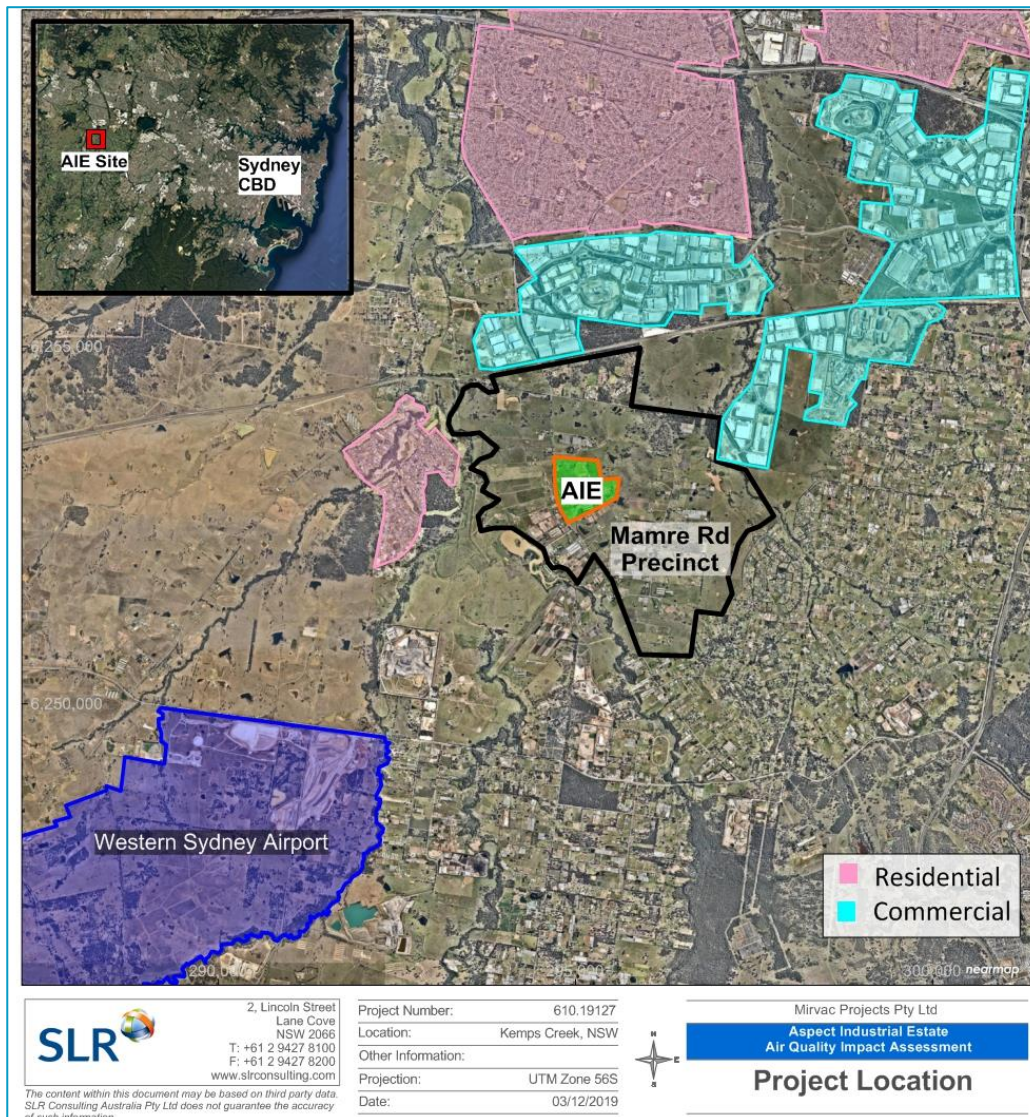 AIE Site
Sydney
CBD
6,255,000
AIE
Mamre Rd
Precinct
6,250,000
Western Sydney Airport
Residential
Commercial
295,000
300,000
nearmap
SLR
2, Lincoln Street
Lane Cove
NSW 2066
T: +61 2 9427 8100
F: +61 2 9427 8200
www.slrconsulting.com
The content within this document may be based on third party data.
SLR Consulting Australia Pty Ltd does not guarantee the accuracy
of such information
Project Number: 610.19127
Location: Kemps Creek, NSW
Other Information:
Projection: UTM Zone 56S
Date: 03/12/2019
N
E
S
Mirvac Projects Pty Ltd
Aspect Industrial Estate
Air Quality Impact Assessment
Project Location